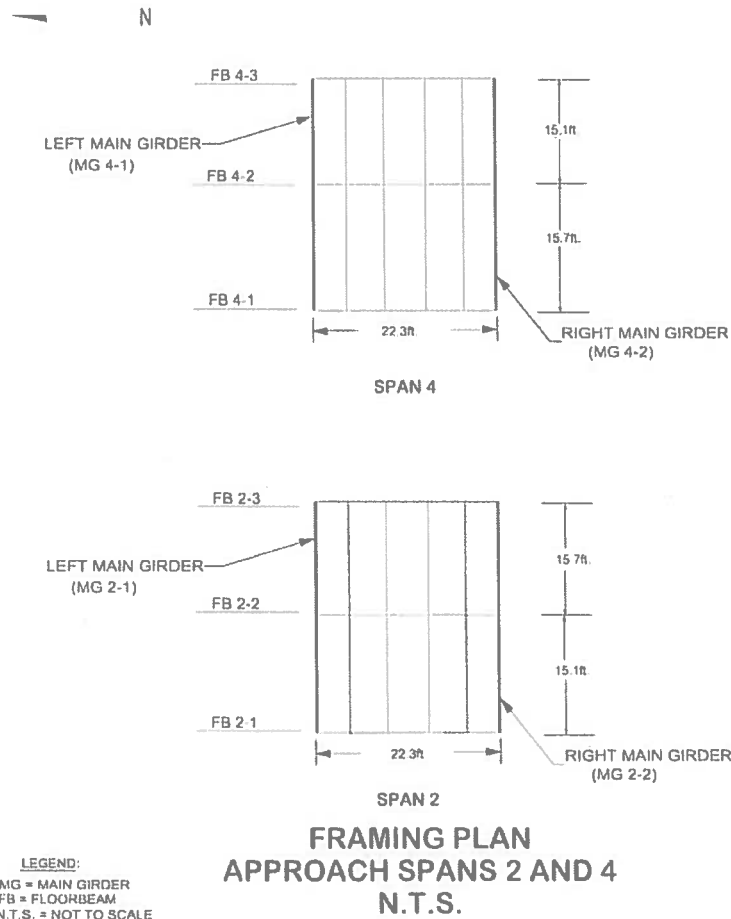 N
FB 4-3
LEFT MAIN GIRDER
(MG 4-1)
15.1ft.
FB 4-2
15.7ft.
FB 4-1
22.3ft.
RIGHT MAIN GIRDER
(MG 4-2)
SPAN 4
FB 2-3
LEFT MAIN GIRDER
(MG 2-1)
15.7ft.
FB 2-2
15.1ft.
FB 2-1
22.3ft
RIGHT MAIN GIRDER
(MG 2-2)
SPAN 2
FRAMING PLAN
APPROACH SPANS 2 AND 4
N.T.S.
LEGEND:
MG = MAIN GIRDER
FB = FLOORBEAM
N.T.S. = NOT TO SCALE